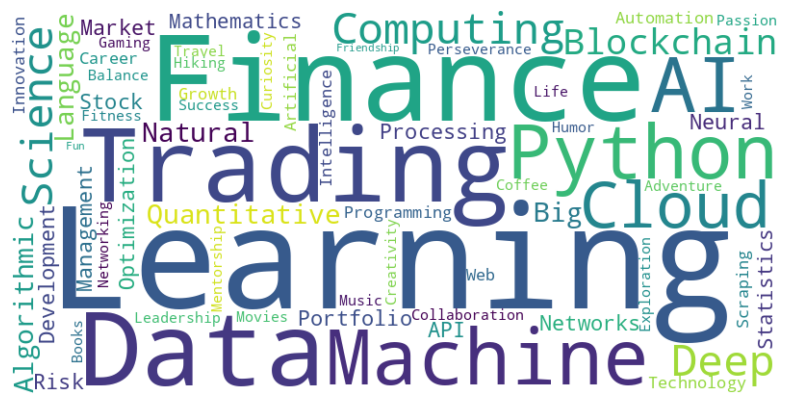 Innovation
Market
Mathematics
Computing
Automation
Passion
Gaming
Language
Science
Career
Balance
Travel
Hiking
Finance
Curiosity
Artificial
Friendship
Perseverance
Blockchain
AI
Stock
Fitness
Growth
Success
Intelligence
Life
Work
Fun
Natural
Trading
Processing
Humor
Neural
Python
Coffee
Adventure
Algorithmic
Development
Management
Networking
Optimization
Quantitative
Programming
Big
Cloud
Mentorship
Learning
Creativity
Web
Exploration
Scraping
Statistics
Books
Leadership
Movies
Music
Portfolio
Collaboration
API
Networks
Risk
Data
Machine
Deep
Technology